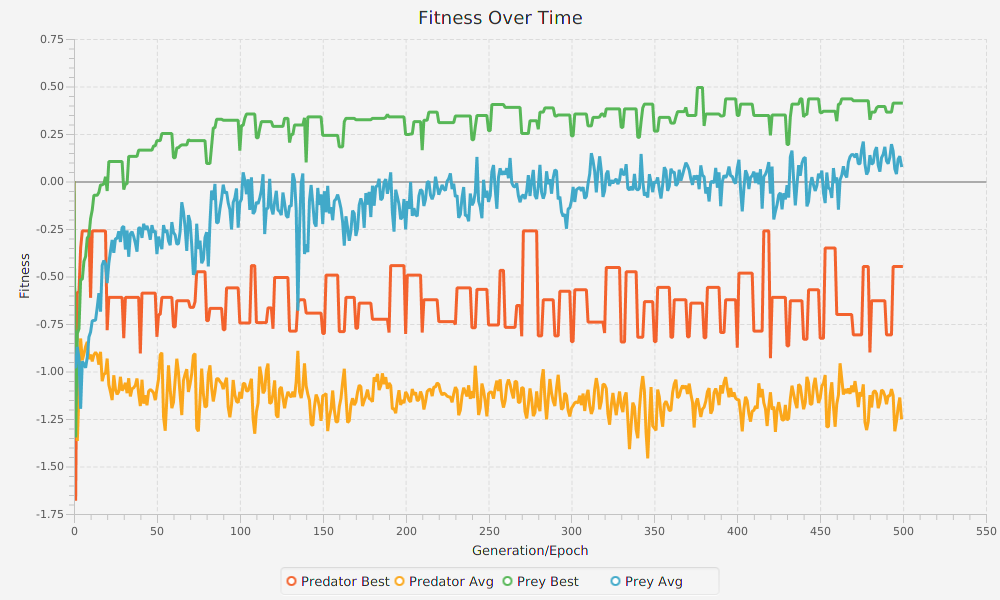 Fitness Over Time
0.75
0.50
0.25
0.00
-0.25
-0.50
-0.75
-1.00
-1.25
-1.50
-1.75
Fitness
0 50 100 150 200 250 300 350 400 450 500 550
Generation/Epoch
Predator Best Predator Avg Prey Best Prey Avg